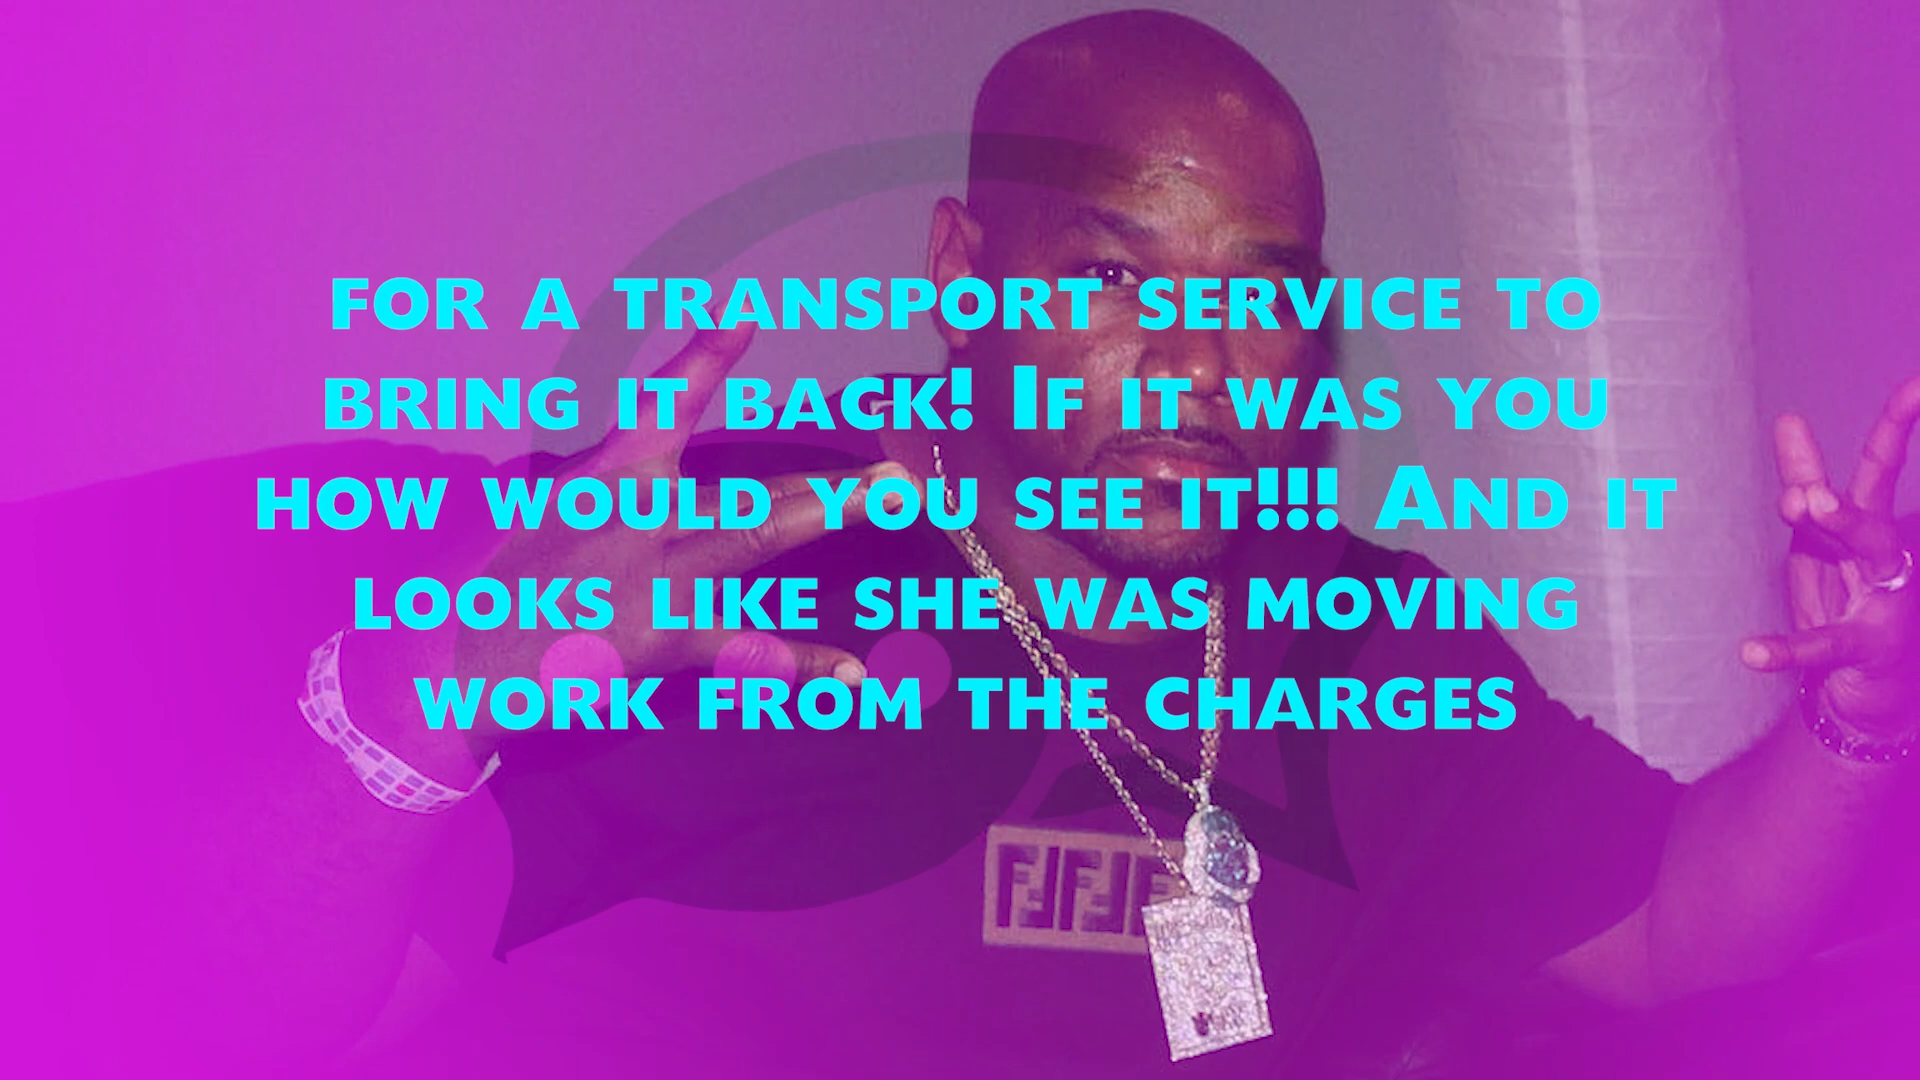 FOR A TRANSPORT SERVICE TO
BRING IT BACK! IF IT WAS YOU
HOW WOULD YOU SEE IT!!! AND IT
LOOKS LIKE SHE WAS MOVING
WORK FROM THE CHARGES